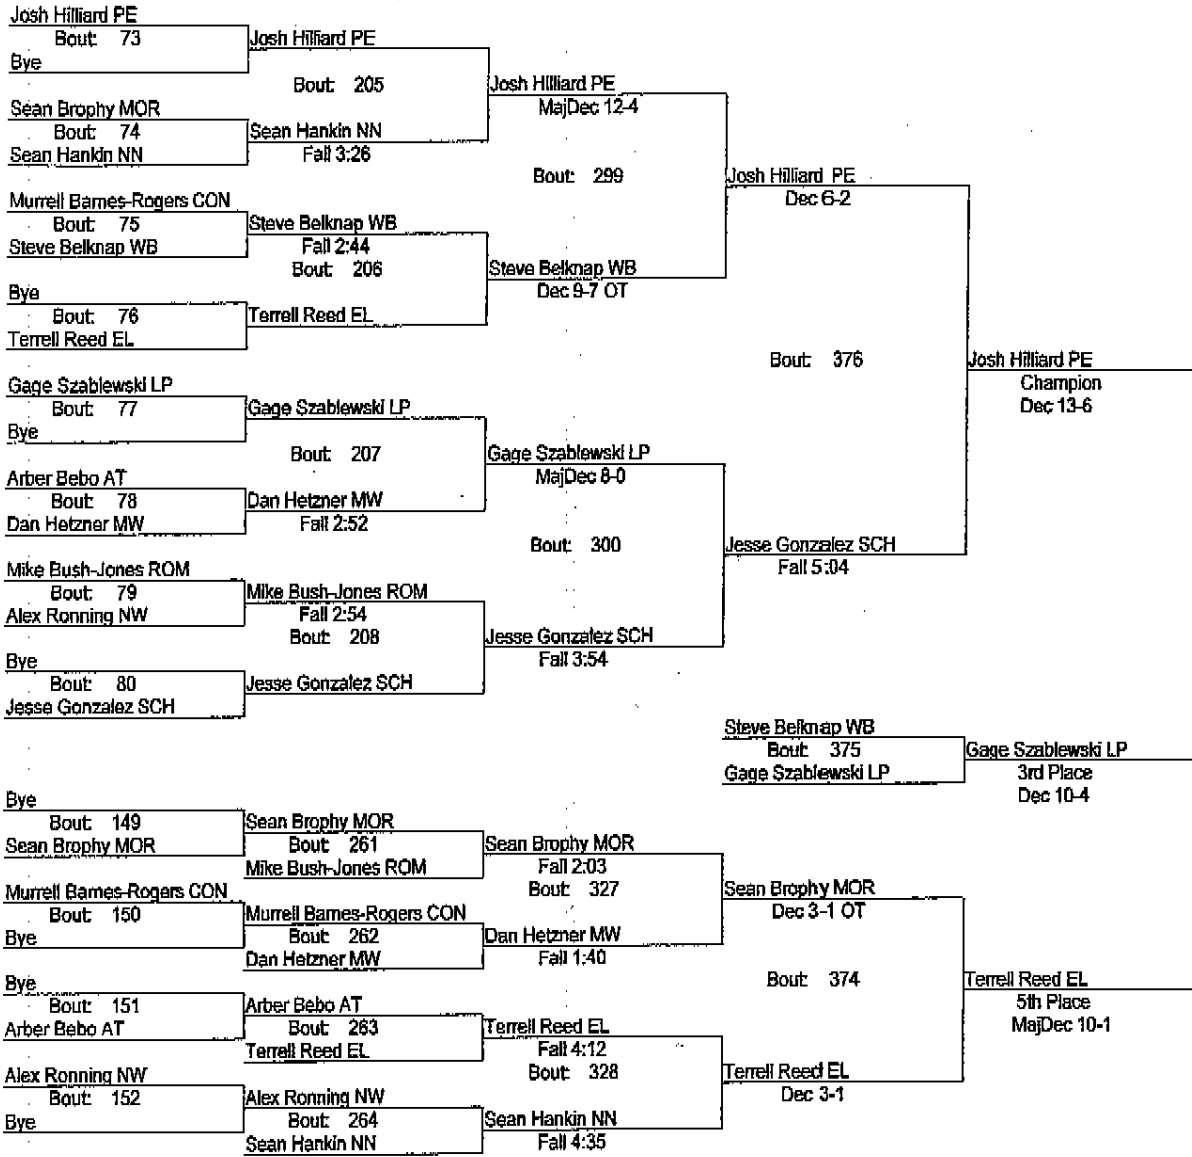 Josh Hilliard PE
Bout: 73
Bye
Josh Hilliard PE
Bout: 205
Sean Brophy MOR
Bout: 74
Sean Hankin NN
Sean Hankin NN
Fall 3:26
Josh Hilliard PE
MajDec 12-4
Bout: 299
Murrell Barnes-Rogers CON
Bout: 75
Steve Belknap WB
Steve Belknap WB
Fall 2:44
Bout: 206
Bye
Bout: 76
Terrell Reed EL
Terrell Reed EL
Steve Belknap WB
Dec 9-7 OT
Josh Hilliard PE
Dec 6-2
Bout: 376
Josh Hilliard PE
Champion
Dec 13-6
Gage Szablewski LP
Bout: 77
Bye
Gage Szablewski LP
Bout: 207
Arber Bebo AT
Bout: 78
Dan Hetzner MW
Dan Hetzner MW
Fall 2:52
Gage Szablewski LP
MajDec 8-0
Bout: 300
Mike Bush-Jones ROM
Bout: 79
Alex Ronning NW
Mike Bush-Jones ROM
Fall 2:54
Bout: 208
Bye
Bout: 80
Jesse Gonzalez SCH
Jesse Gonzalez SCH
Jesse Gonzalez SCH
Fall 3:54
Jesse Gonzalez SCH
Fall 5:04
Steve Belknap WB
Bout: 375
Gage Szablewski LP
Gage Szablewski LP
3rd Place
Dec 10-4
Bye
Bout: 149
Sean Brophy MOR
Sean Brophy MOR
Bout: 261
Mike Bush-Jones ROM
Sean Brophy MOR
Fall 2:03
Bout: 327
Murrell Barnes-Rogers CON
Bout: 150
Bye
Murrell Barnes-Rogers CON
Bout: 262
Dan Hetzner MW
Dan Hetzner MW
Fall 1:40
Sean Brophy MOR
Dec 3-1 OT
Bout: 374
Terrell Reed EL
5th Place
MajDec 10-1
Bye
Bout: 151
Arber Bebo AT
Arber Bebo AT
Bout: 263
Terrell Reed EL
Terrell Reed EL
Fall 4:12
Bout: 328
Alex Ronning NW
Bout: 152
Bye
Alex Ronning NW
Bout: 264
Sean Hankin NN
Sean Hankin NN
Fall 4:35
Terrell Reed EL
Dec 3-1